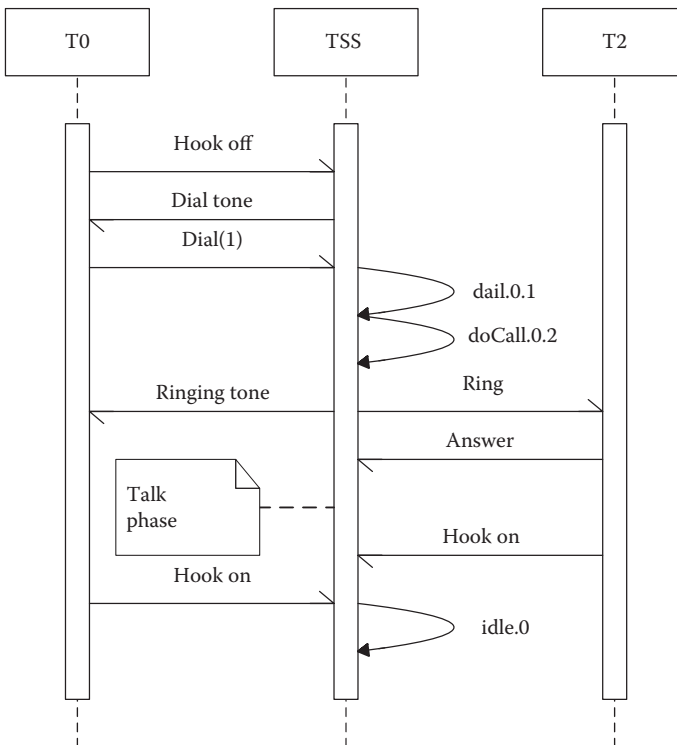 T0
TSS
T2
Hook off
Dial tone
Dial(1)
dail.0.1
doCall.0.2
Ringing tone
Ring
Answer
Talk
phase
Hook on
Hook on
idle.0